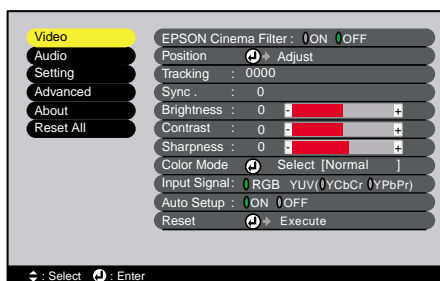 Video
Audio
Setting
Advanced
About
Reset All
EPSON Cinema Filter : ON OFF
Position Adjust
Tracking : 0000
Sync . : 0
Brightness : 0 - +
Contrast : 0 - +
Sharpness : 0 - +
Color Mode Select [Normal ]
Input Signal: RGB YUV( YCbCr YPbPr)
Auto Setup : ON OFF
Reset Execute
: Select : Enter